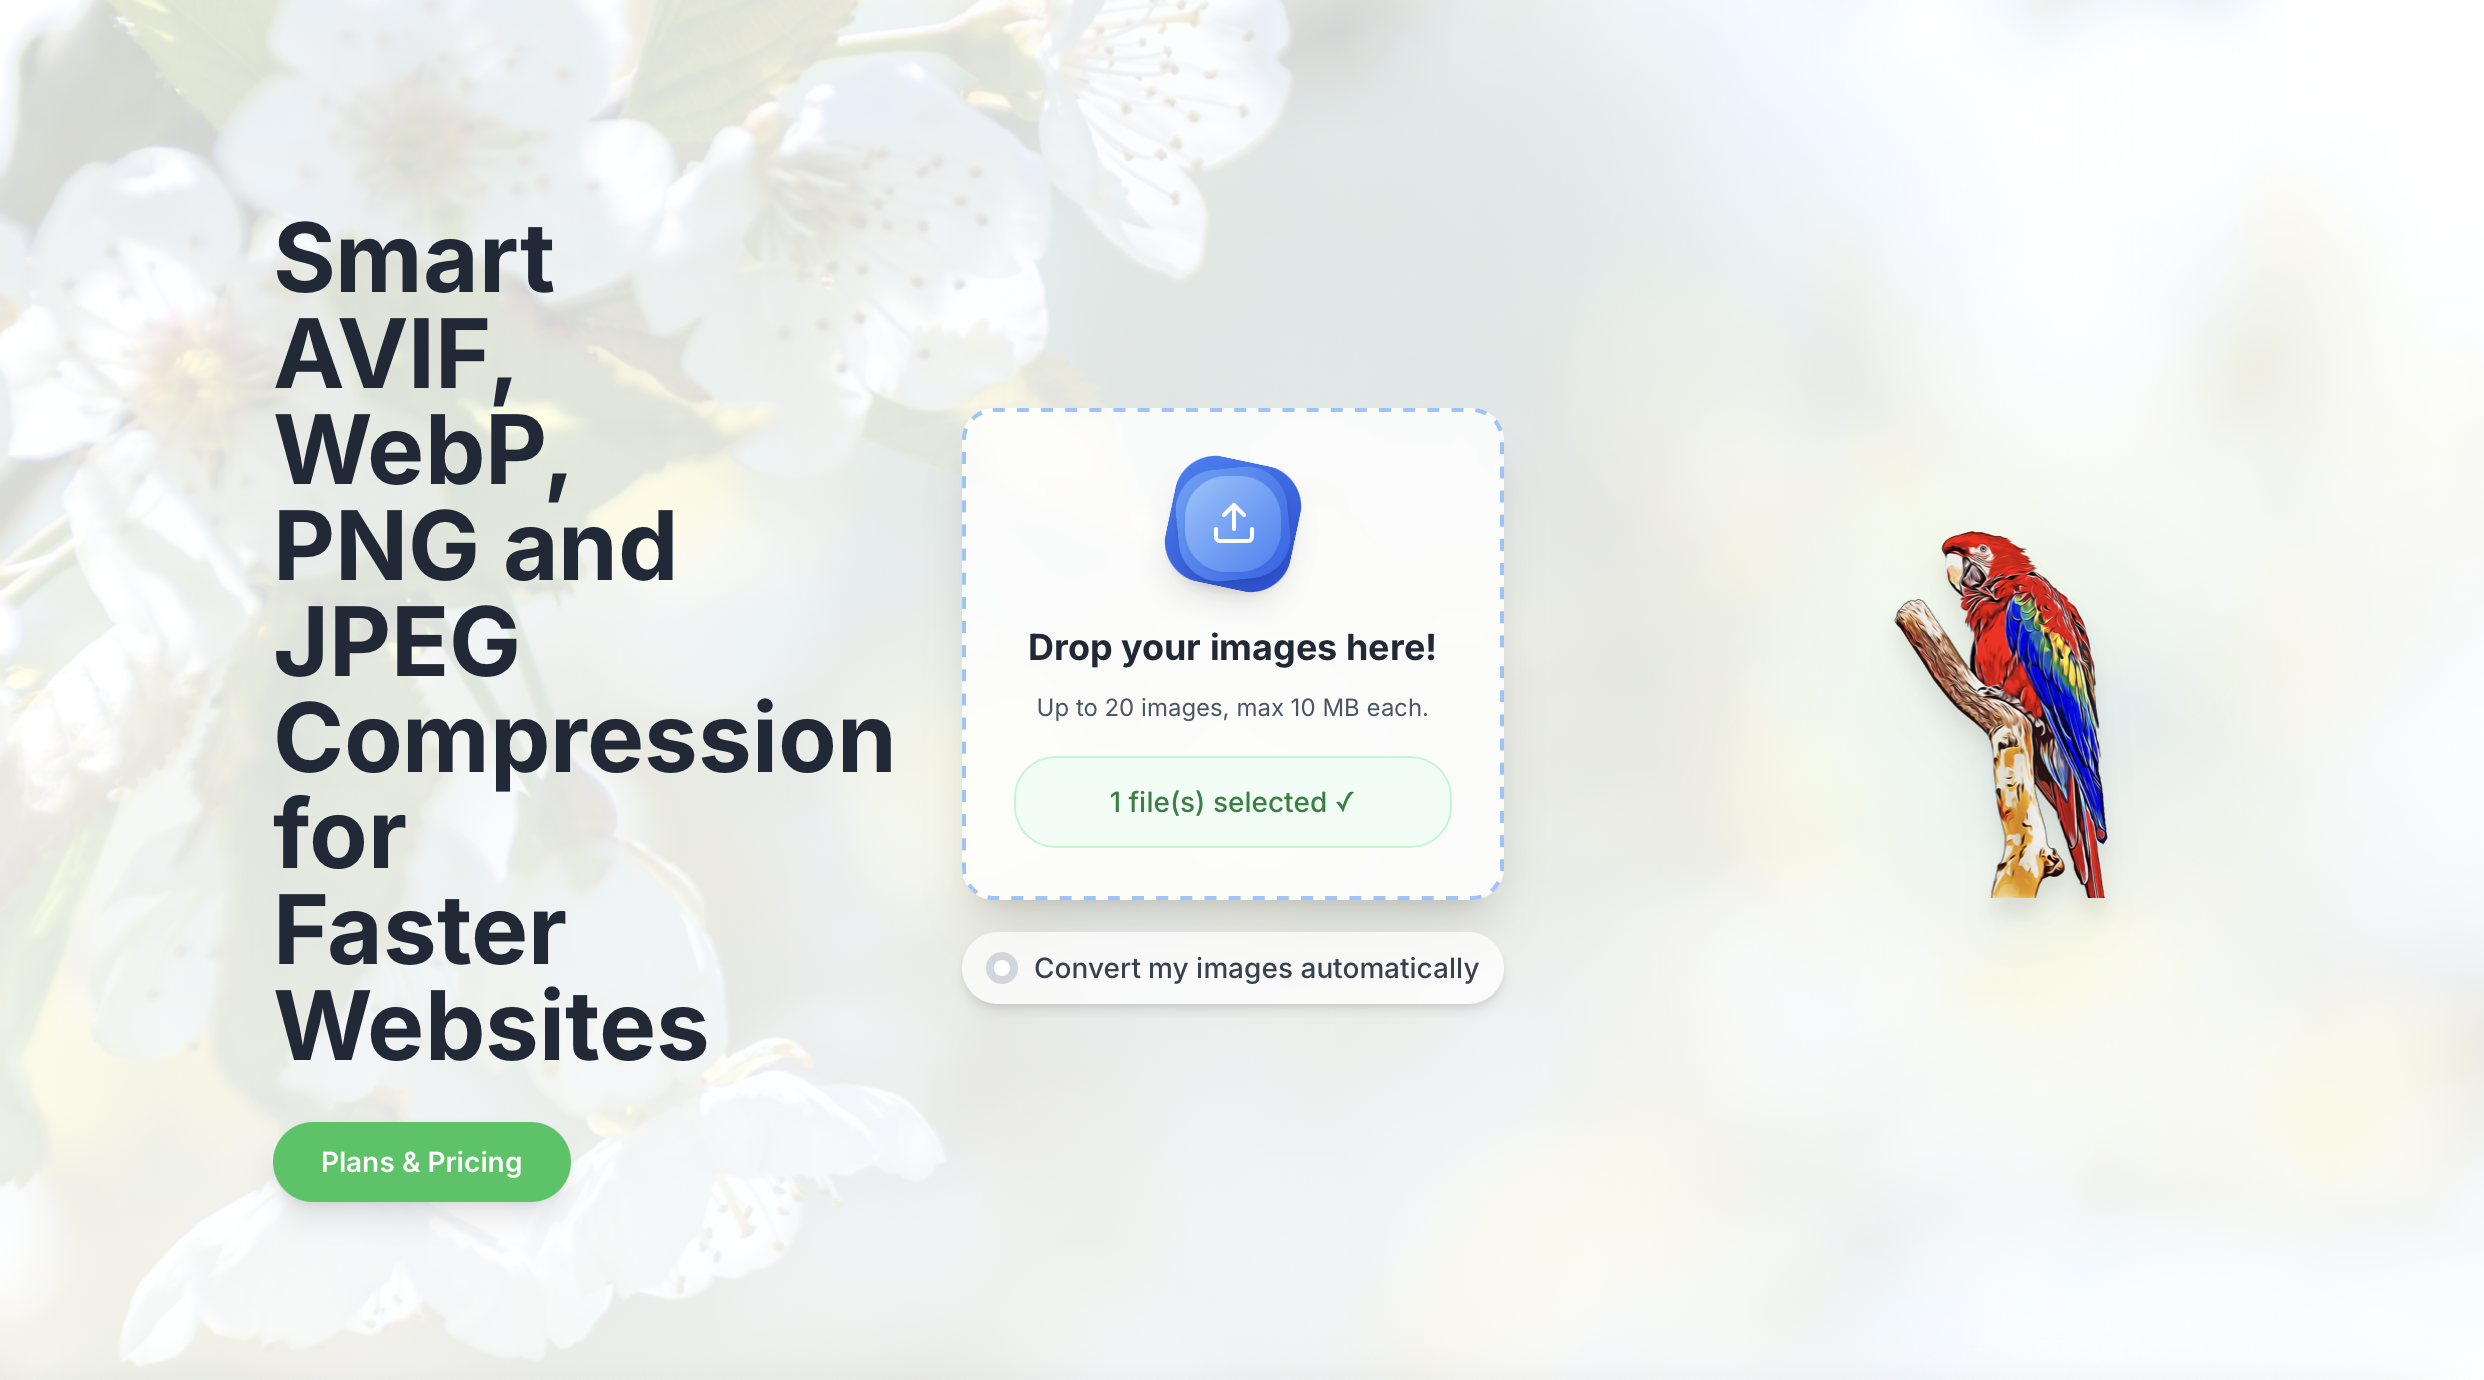 Smart
AVIF,
WebP,
PNG and
JPEG
Compression
for
Faster
Websites
Plans & Pricing
Drop your images here!
Up to 20 images, max 10 MB each.
1 file(s) selected ✓
Convert my images automatically